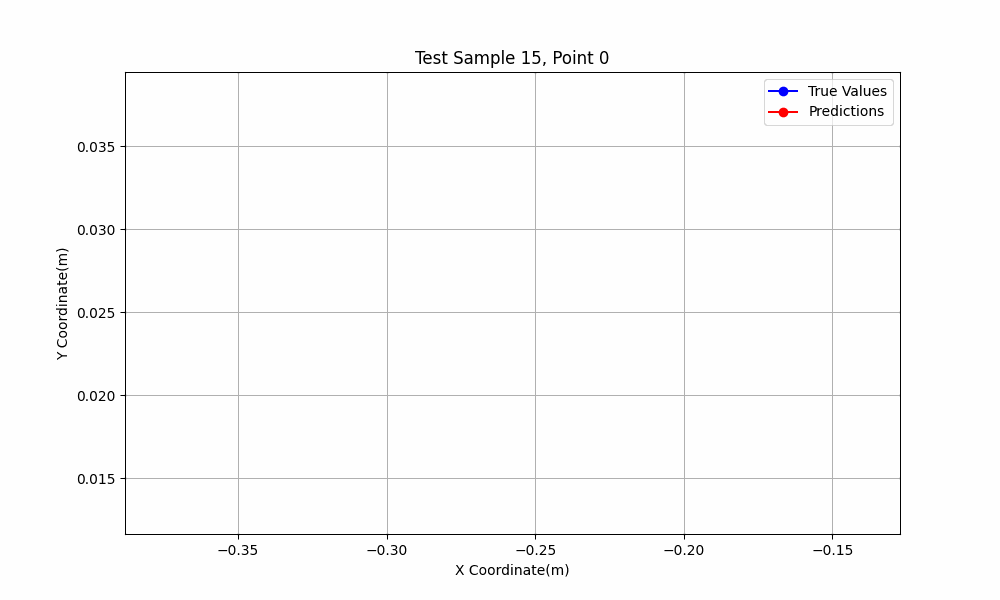 Test Sample 15, Point 0
True Values
Predictions
0.035
0.030
0.025
0.020
0.015
Y Coordinate(m)
−0.35
−0.30
−0.25
−0.20
−0.15
X Coordinate(m)